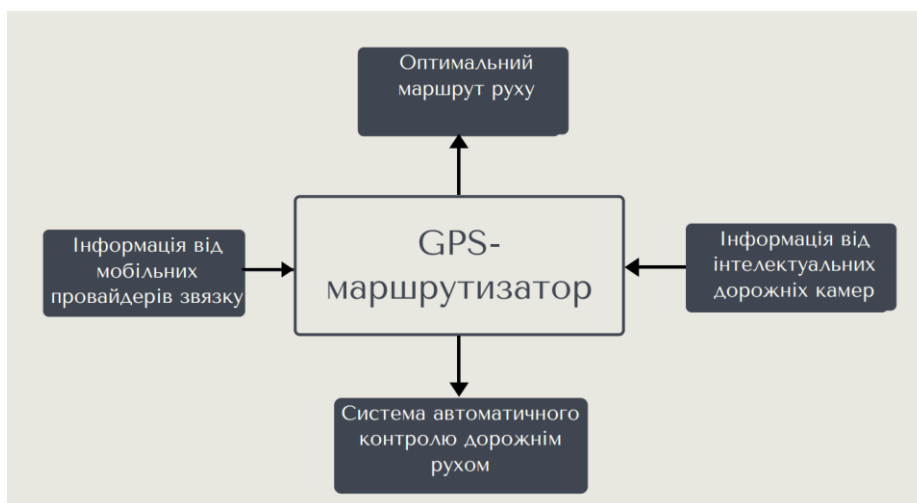 Оптимальний
маршрут руху
Інформація від
мобільних
провайдерів звязку
GPS-
маршрутизатор
Інформація від
інтелектуальних
дорожніх камер
Система автоматичного
контролю дорожнім
рухом